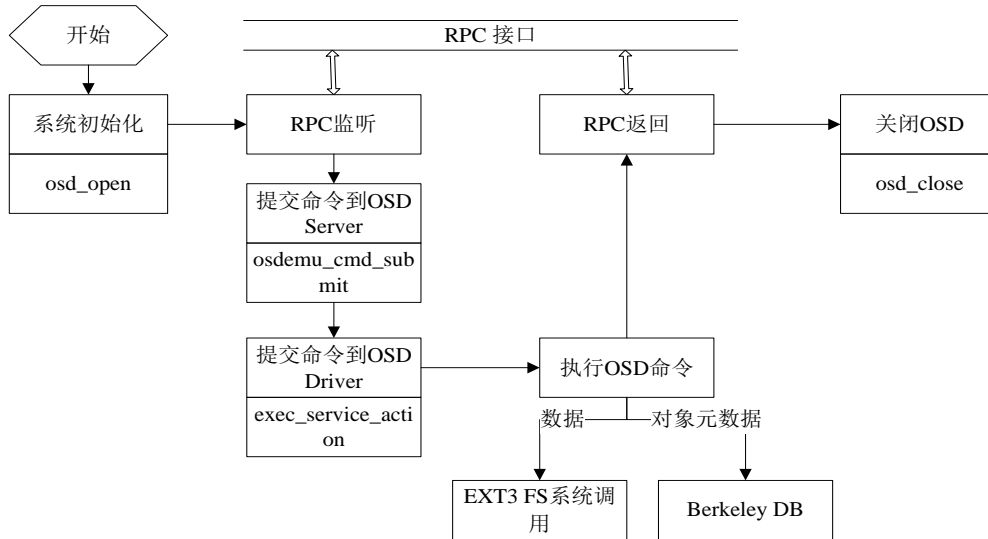 开始
RPC 接口
系统初始化
osd_open
RPC监听
RPC返回
关闭OSD
osd_close
提交命令到OSD
Server
osdemu_cmd_sub
mit
提交命令到OSD
Driver
exec_service_acti
on
执行OSD命令
数据
对象元数据
EXT3 FS系统调
用
Berkeley DB